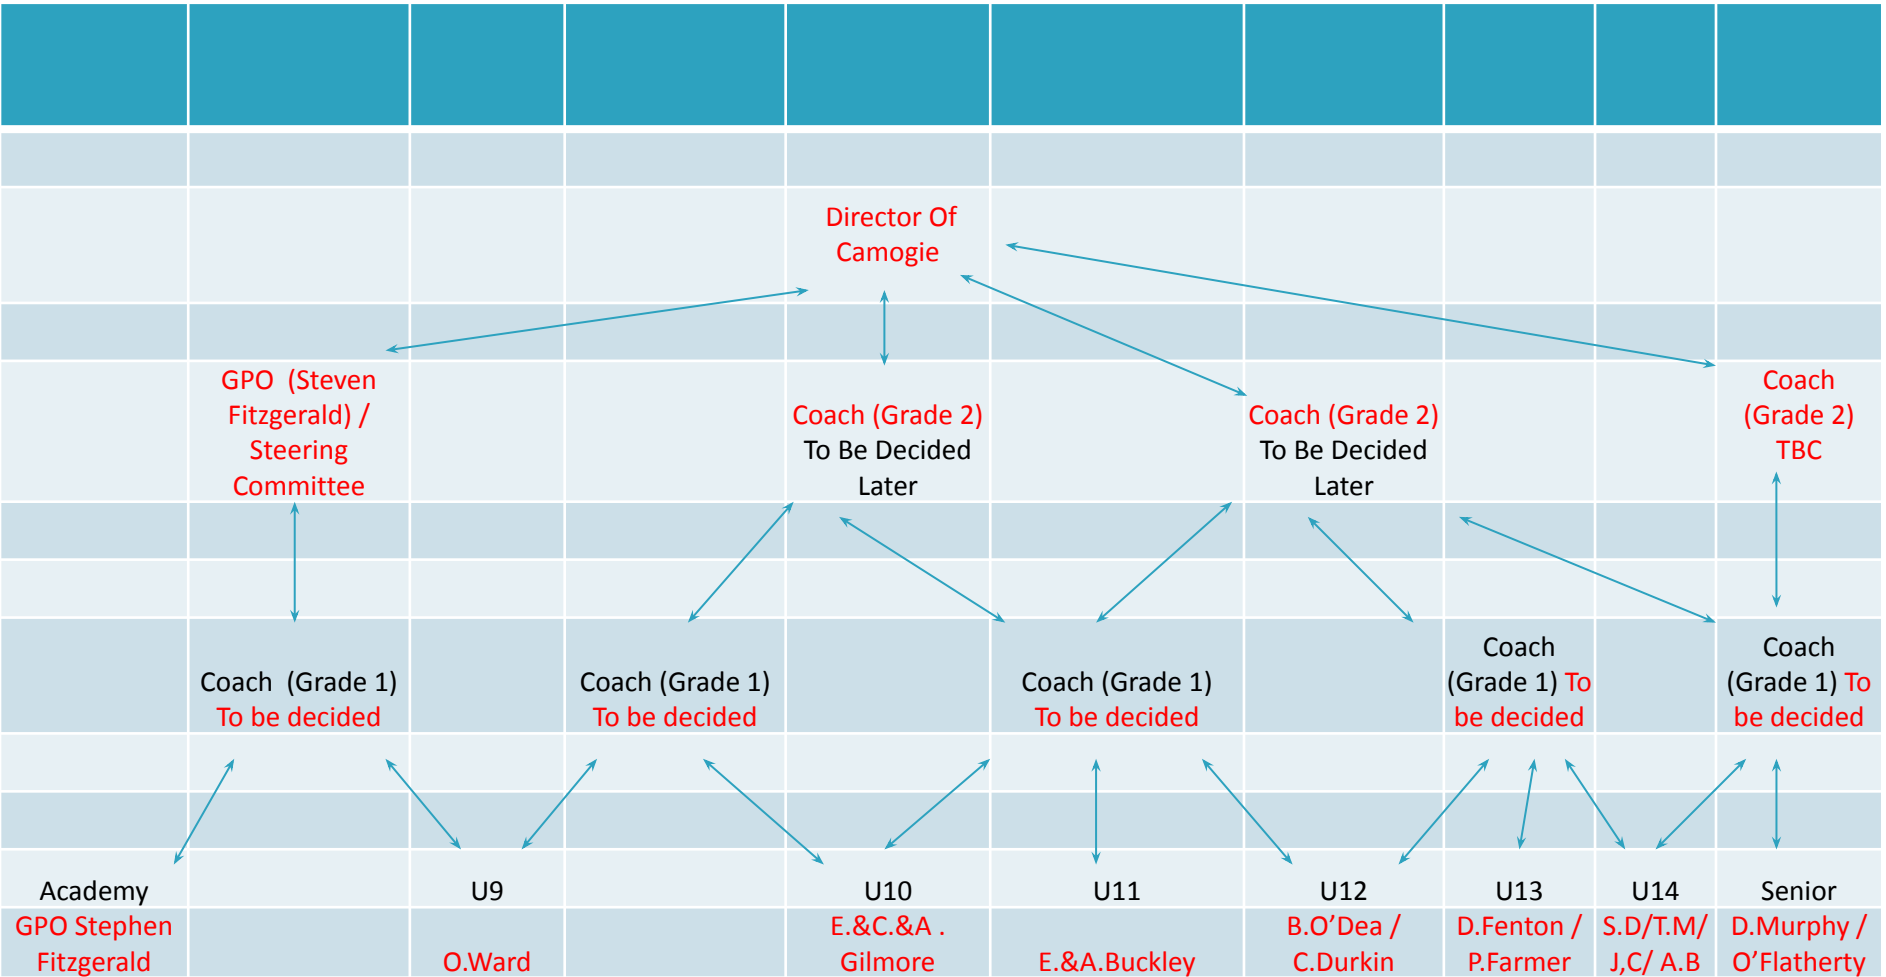 Director Of
Camogie
GPO (Steven
Fitzgerald) /
Steering
Committee
Coach (Grade 2)
To Be Decided
Later
Coach (Grade 2)
To Be Decided
Later
Coach
(Grade 2)
TBC
Coach (Grade 1)
To be decided
Coach (Grade 1)
To be decided
Coach (Grade 1)
To be decided
Coach
(Grade 1) To
be decided
Coach
(Grade 1) To
be decided
Academy
U9
U10
U11
U12
U13
U14
Senior
GPO Stephen
Fitzgerald
O.Ward
E.&C.&A .
Gilmore
E.&A.Buckley
B.O’Dea /
C.Durkin
D.Fenton /
P.Farmer
S.D/T.M/
J,C/ A.B
D.Murphy /
O’Flatherty